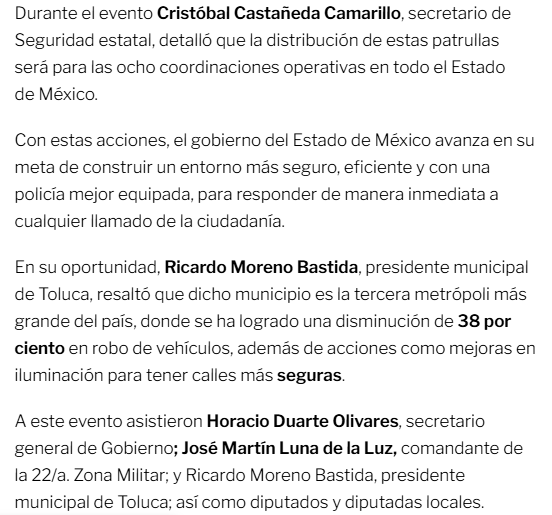 Durante el evento Cristóbal Castañeda Camarillo, secretario de
Seguridad estatal, detalló que la distribución de estas patrullas
será para las ocho coordinaciones operativas en todo el Estado
de México.
Con estas acciones, el gobierno del Estado de México avanza en su
meta de construir un entorno más seguro, eficiente y con una
policía mejor equipada, para responder de manera inmediata a
cualquier llamado de la ciudadanía.
En su oportunidad, Ricardo Moreno Bastida, presidente municipal
de Toluca, resaltó que dicho municipio es la tercera metrópoli más
grande del país, donde se ha logrado una disminución de 38 por
ciento en robo de vehículos, además de acciones como mejoras en
iluminación para tener calles más seguras.
A este evento asistieron Horacio Duarte Olivares, secretario
general de Gobierno; José Martín Luna de la Luz, comandante de
la 22/a. Zona Militar; y Ricardo Moreno Bastida, presidente
municipal de Toluca; así como diputados y diputadas locales.